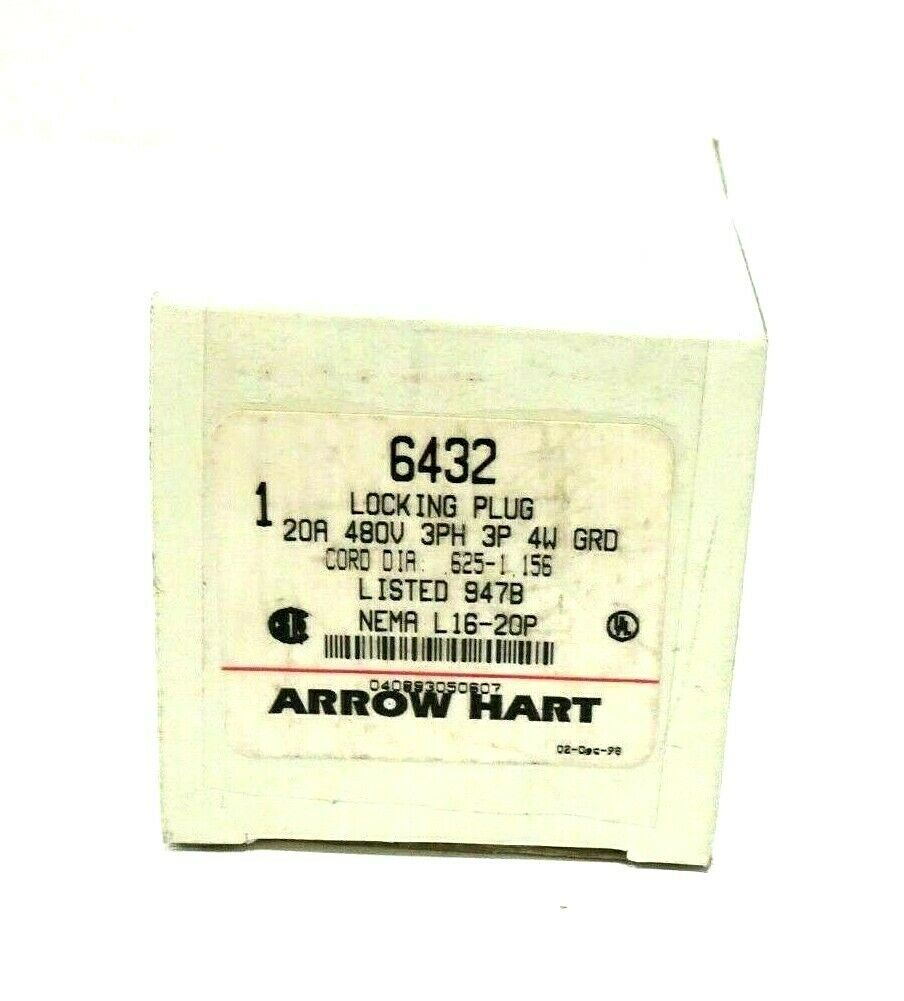 6432
1 LOCKING PLUG
20A 480V 3PH 3P 4W GRD
CORD DIA: .625-1.156
LISTED 947B
NEMA L16-20P
UL
ARROW HART
02-Dec-98